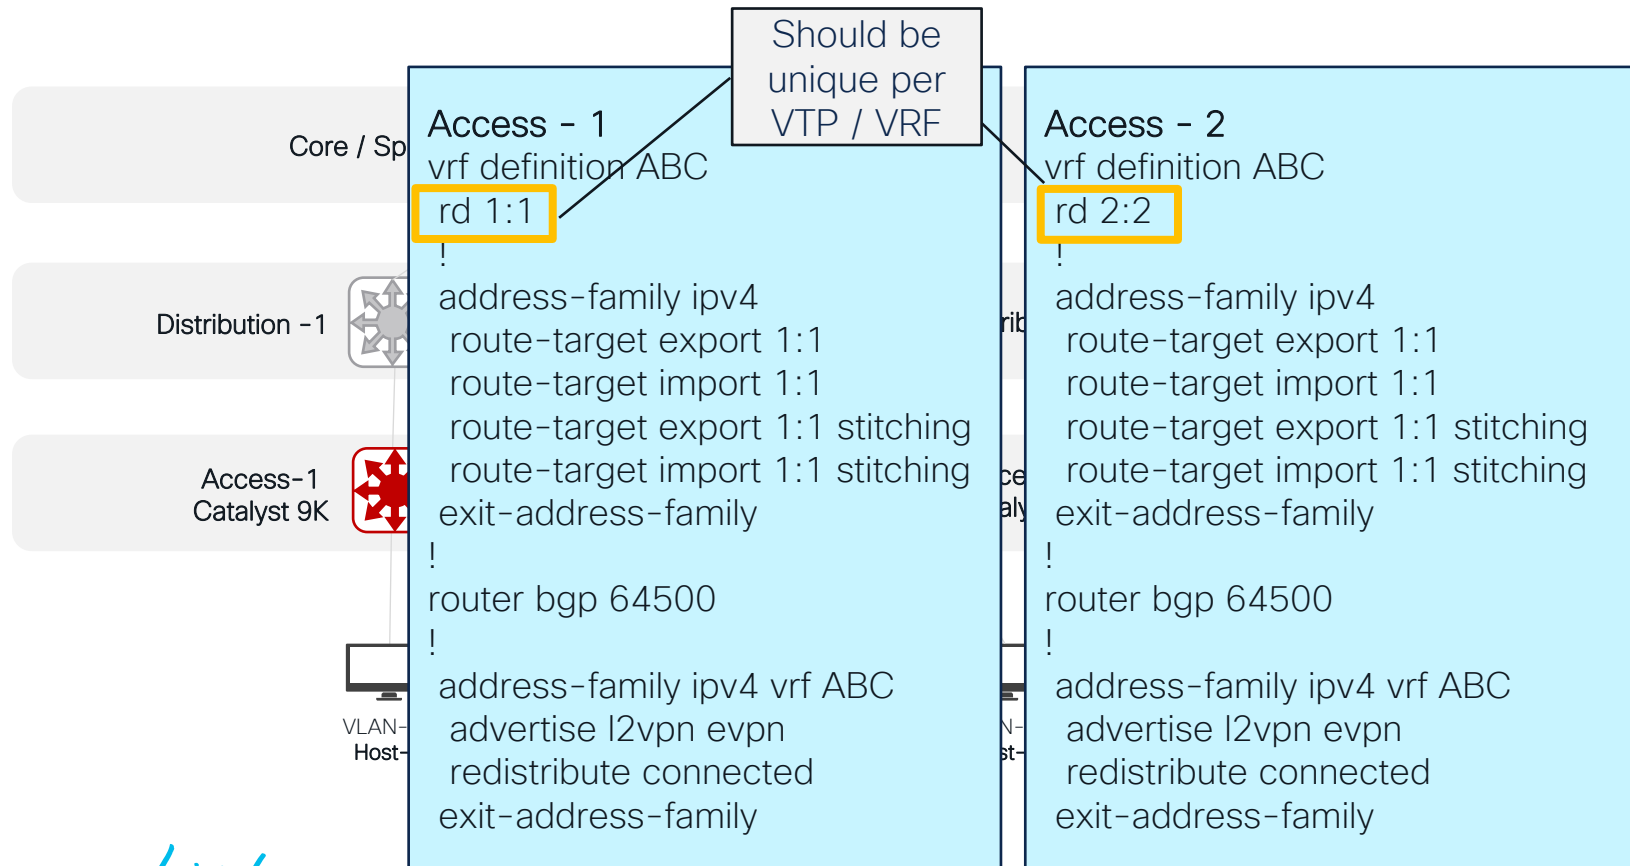 Should be
unique per
VTP / VRF
Core / Sp
Distribution -1
Access-1
Catalyst 9K
VLAN-
Host-
Access - 1
vrf definition ABC
rd 1:1
!
address-family ipv4
route-target export 1:1
route-target import 1:1
route-target export 1:1 stitching
route-target import 1:1 stitching
exit-address-family
!
router bgp 64500
!
address-family ipv4 vrf ABC
advertise l2vpn evpn
redistribute connected
exit-address-family
Access - 2
vrf definition ABC
rd 2:2
!
address-family ipv4
route-target export 1:1
route-target import 1:1
route-target export 1:1 stitching
route-target import 1:1 stitching
exit-address-family
!
router bgp 64500
!
address-family ipv4 vrf ABC
advertise l2vpn evpn
redistribute connected
exit-address-family